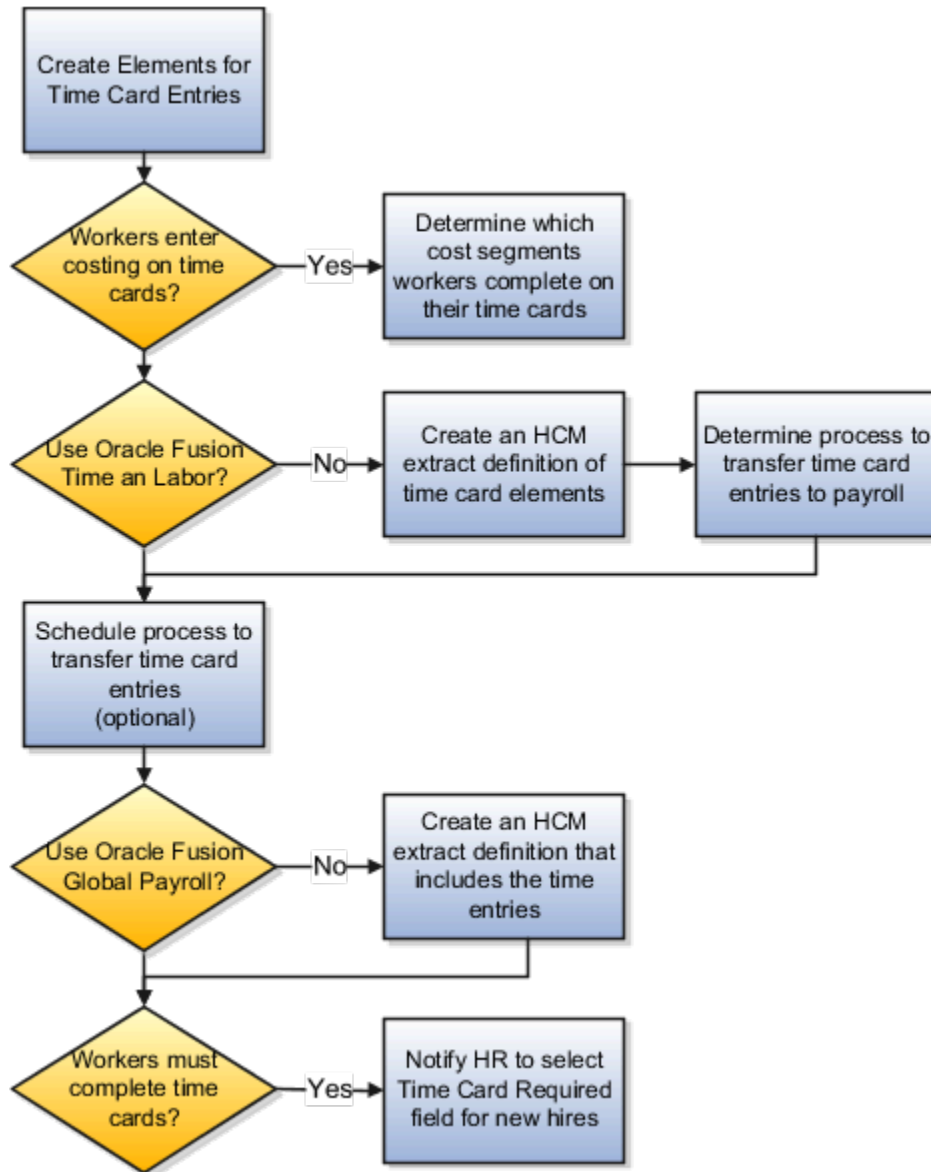 Create Elements for
Time Card Entries
Workers enter
costing on time
cards?
Yes
Determine which
cost segments
workers complete on
their time cards
Use Oracle Fusion
Time an Labor?
No
Create an HCM
extract definition of
time card elements
Determine process to
transfer time card
entries to payroll
Schedule process to
transfer time card
entries
(optional)
Use Oracle Fusion
Global Payroll?
No
Create an HCM
extract definition that
includes the time
entries
Workers must
complete time
cards?
Yes
Notify HR to select
Time Card Required
field for new hires